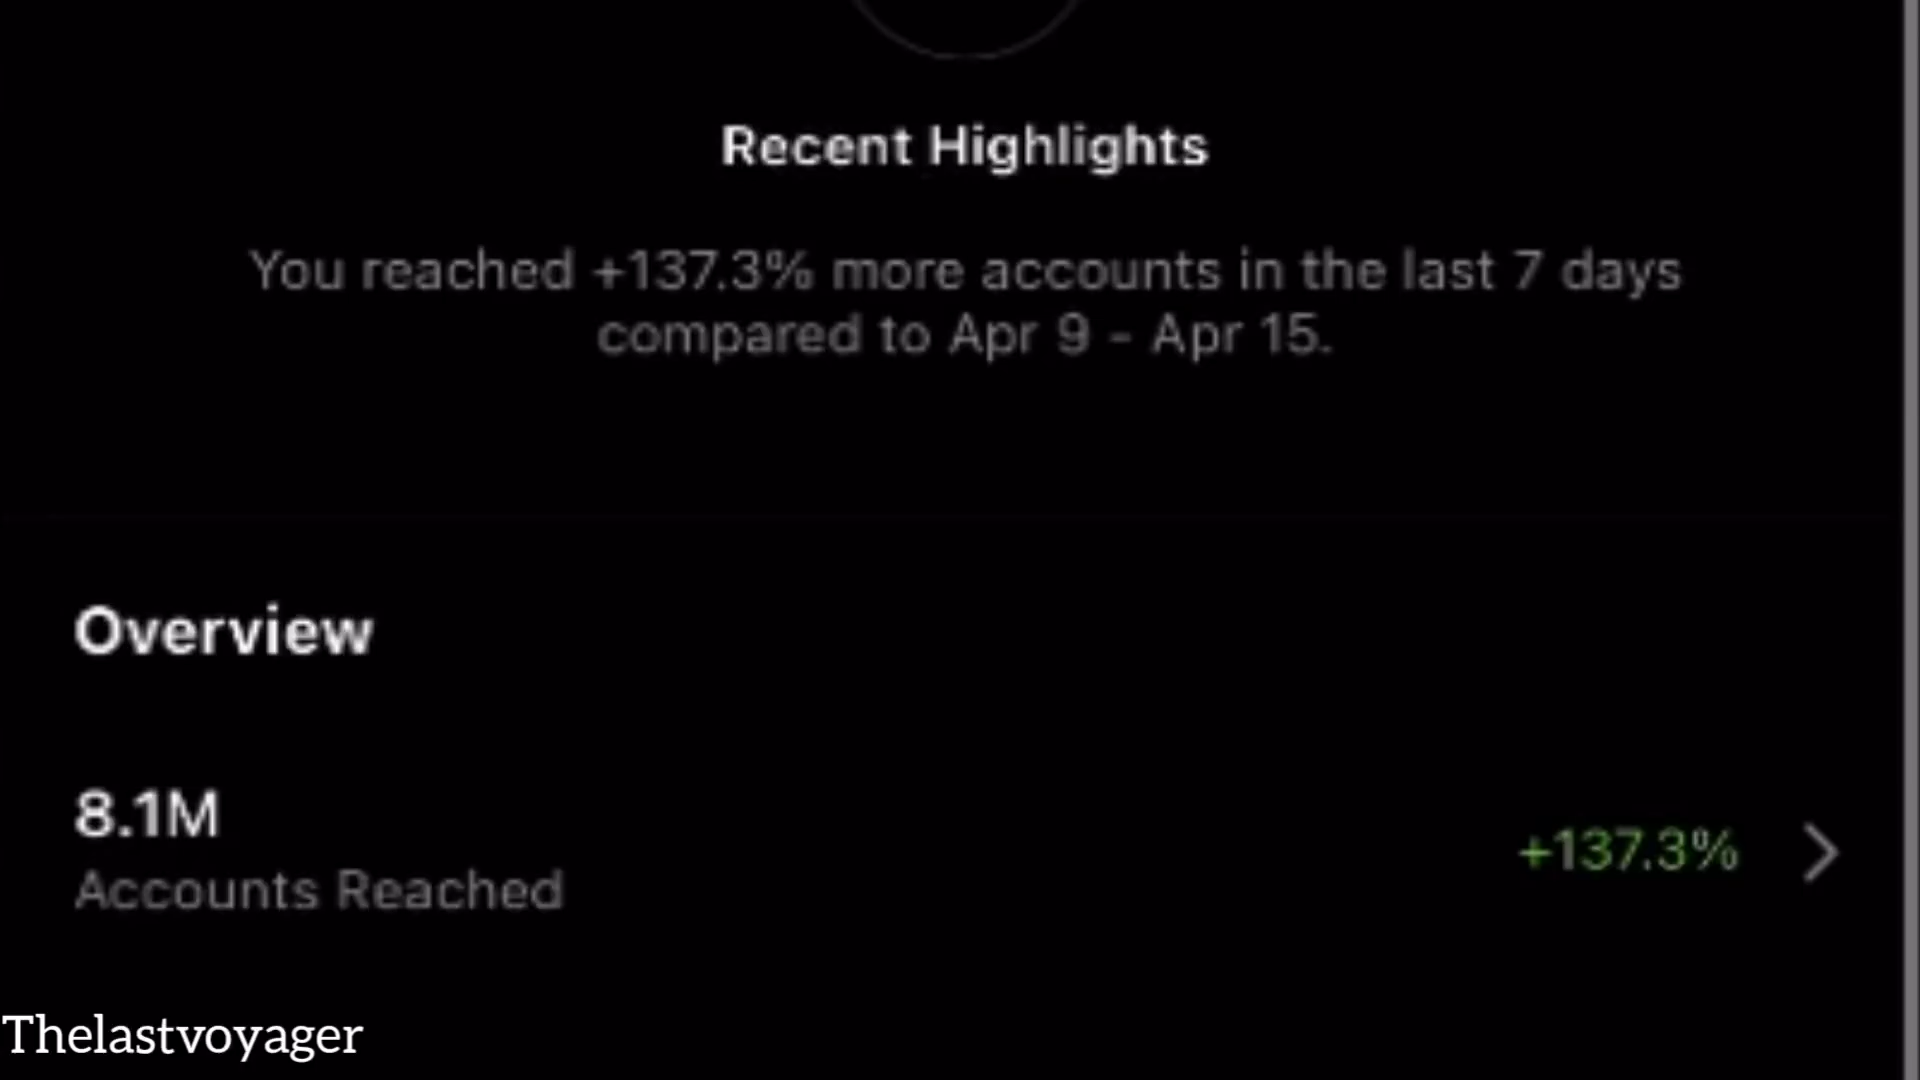 Recent Highlights
You reached +137.3% more accounts in the last 7 days
compared to Apr 9 - Apr 15.
Overview
8.1M
Accounts Reached
+137.3%
Thelastvoyager